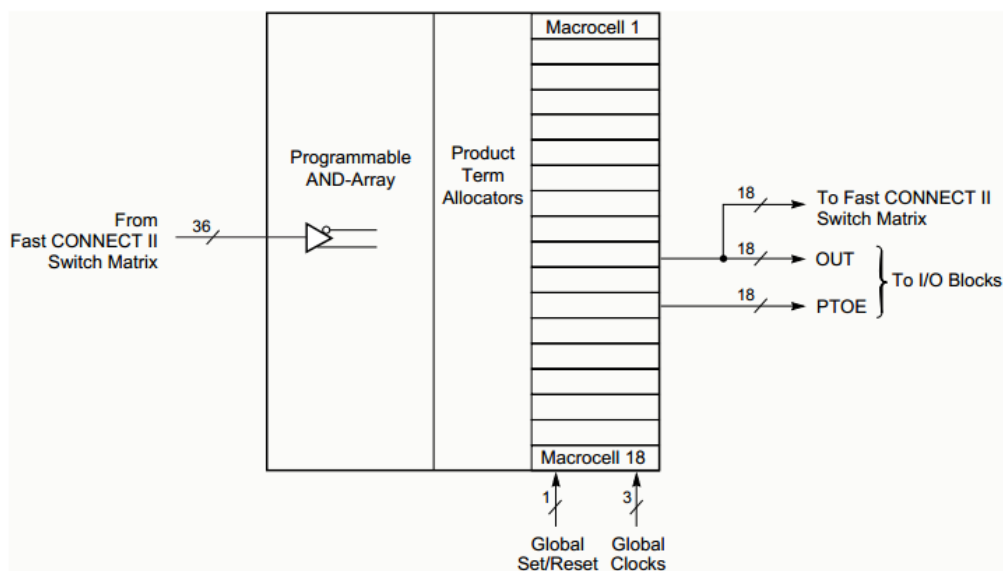 Macrocell 1
Programmable
AND-Array
Product
Term
Allocators
From
Fast CONNECT II
Switch Matrix
36
18
To Fast CONNECT II
Switch Matrix
18
OUT
18
PTOE
To I/O Blocks
Macrocell 18
1
3
Global
Set/Reset
Global
Clocks